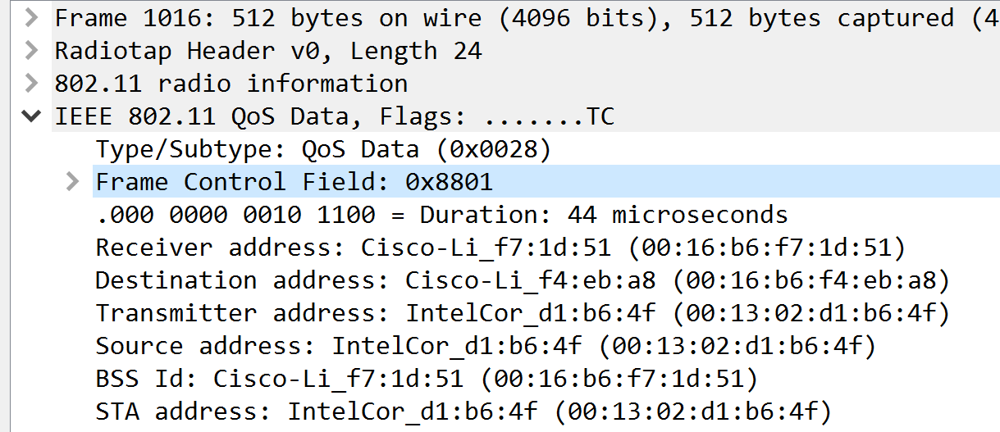 Frame 1016: 512 bytes on wire (4096 bits), 512 bytes captured (4
Radiotap Header v0, Length 24
802.11 radio information
IEEE 802.11 QoS Data, Flags: .......TC
Type/Subtype: QoS Data (0x0028)
Frame Control Field: 0x8801
.000 0000 0010 1100 = Duration: 44 microseconds
Receiver address: Cisco-Li_f7:1d:51 (00:16:b6:f7:1d:51)
Destination address: Cisco-Li_f4:eb:a8 (00:16:b6:f4:eb:a8)
Transmitter address: IntelCor_d1:b6:4f (00:13:02:d1:b6:4f)
Source address: IntelCor_d1:b6:4f (00:13:02:d1:b6:4f)
BSS Id: Cisco-Li_f7:1d:51 (00:16:b6:f7:1d:51)
STA address: IntelCor_d1:b6:4f (00:13:02:d1:b6:4f)